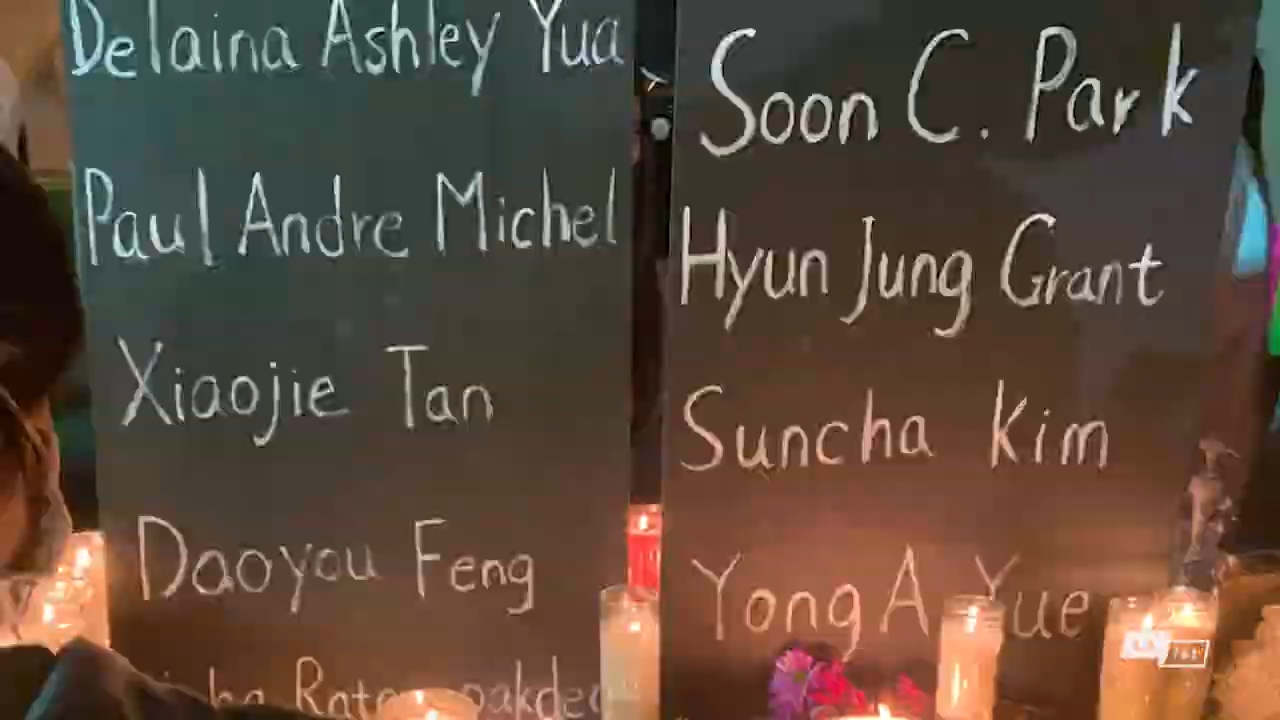 Delaina Ashley Yua
Paul Andre Michel
Xiaojie Tan
Daoyou Feng
Soon C. Park
Hyun Jung Grant
Suncha Kim
Yong A Yue